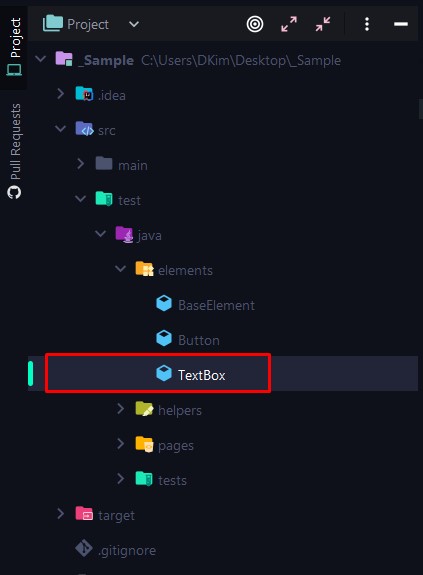 Project
Pull Requests
Project
_Sample C:\Users\DKim\Desktop\_Sample
.idea
src
main
test
java
elements
BaseElement
Button
TextBox
helpers
pages
tests
target
.gitignore